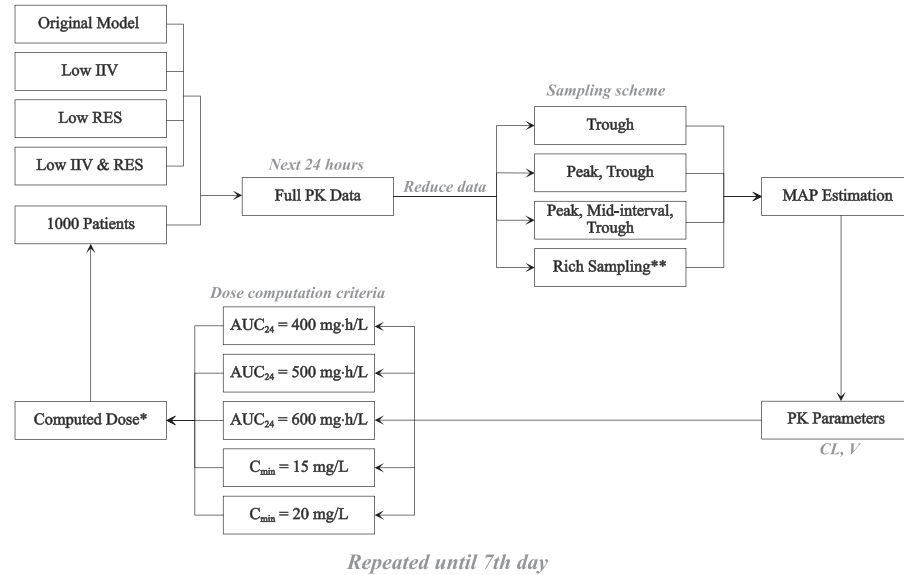 Original Model
Low IIV
Low RES
Low IIV & RES
1000 Patients
Next 24 hours
Full PK Data
Reduce data
Sampling scheme
Trough
Peak, Trough
Peak, Mid-interval,
Trough
Rich Sampling**
MAP Estimation
PK Parameters
CL, V
Dose computation criteria
AUC₂₄ = 400 mg·h/L
AUC₂₄ = 500 mg·h/L
AUC₂₄ = 600 mg·h/L
Cₘᵢₙ = 15 mg/L
Cₘᵢₙ = 20 mg/L
Computed Dose*
Repeated until 7th day